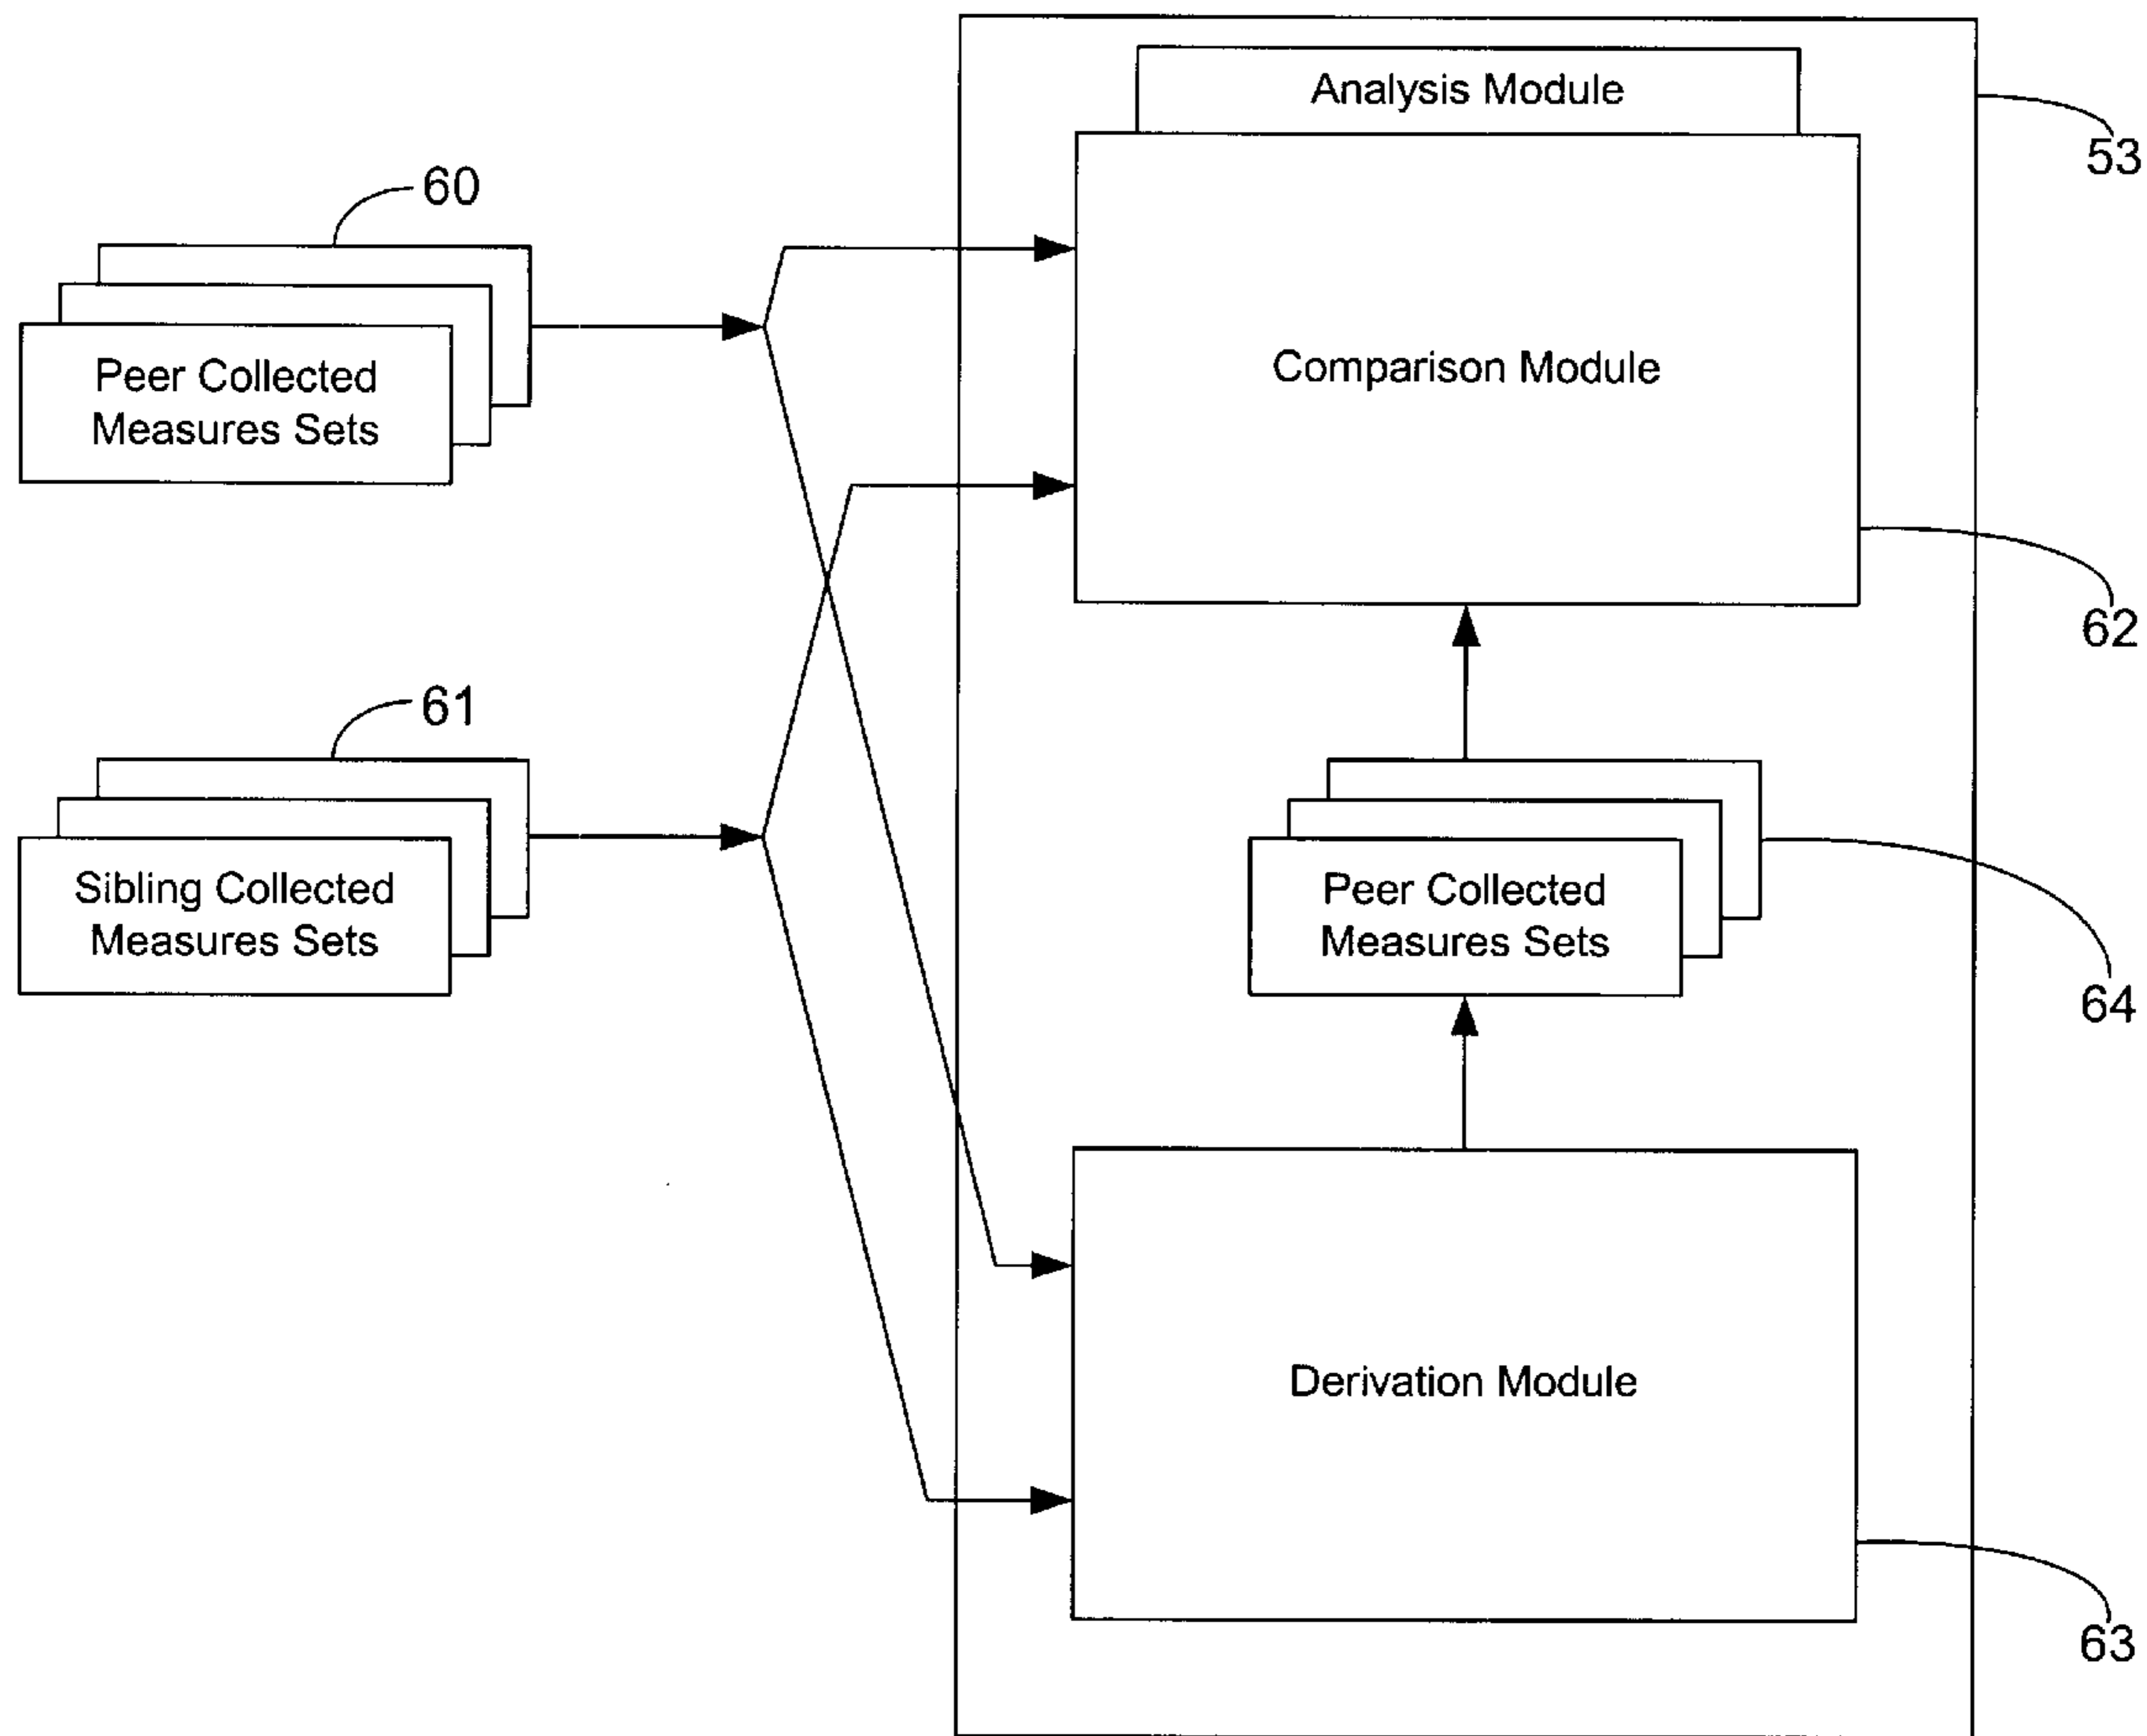 Analysis Module
53
60
Comparison Module
Peer Collected
Measures Sets
62
61
Sibling Collected
Measures Sets
Peer Collected
Measures Sets
64
Derivation Module
63